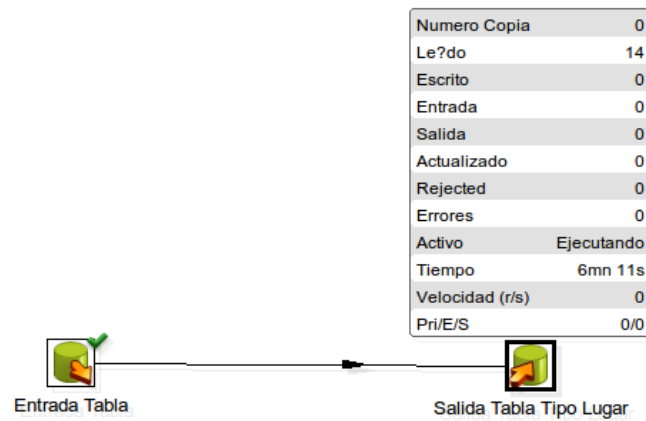 Numero Copia 0
Le?do 14
Escrito 0
Entrada 0
Salida 0
Actualizado 0
Rejected 0
Errores 0
Activo Ejecutando
Tiempo 6mn 11s
Velocidad (r/s) 0
Pri/E/S 0/0
Entrada Tabla
Salida Tabla Tipo Lugar